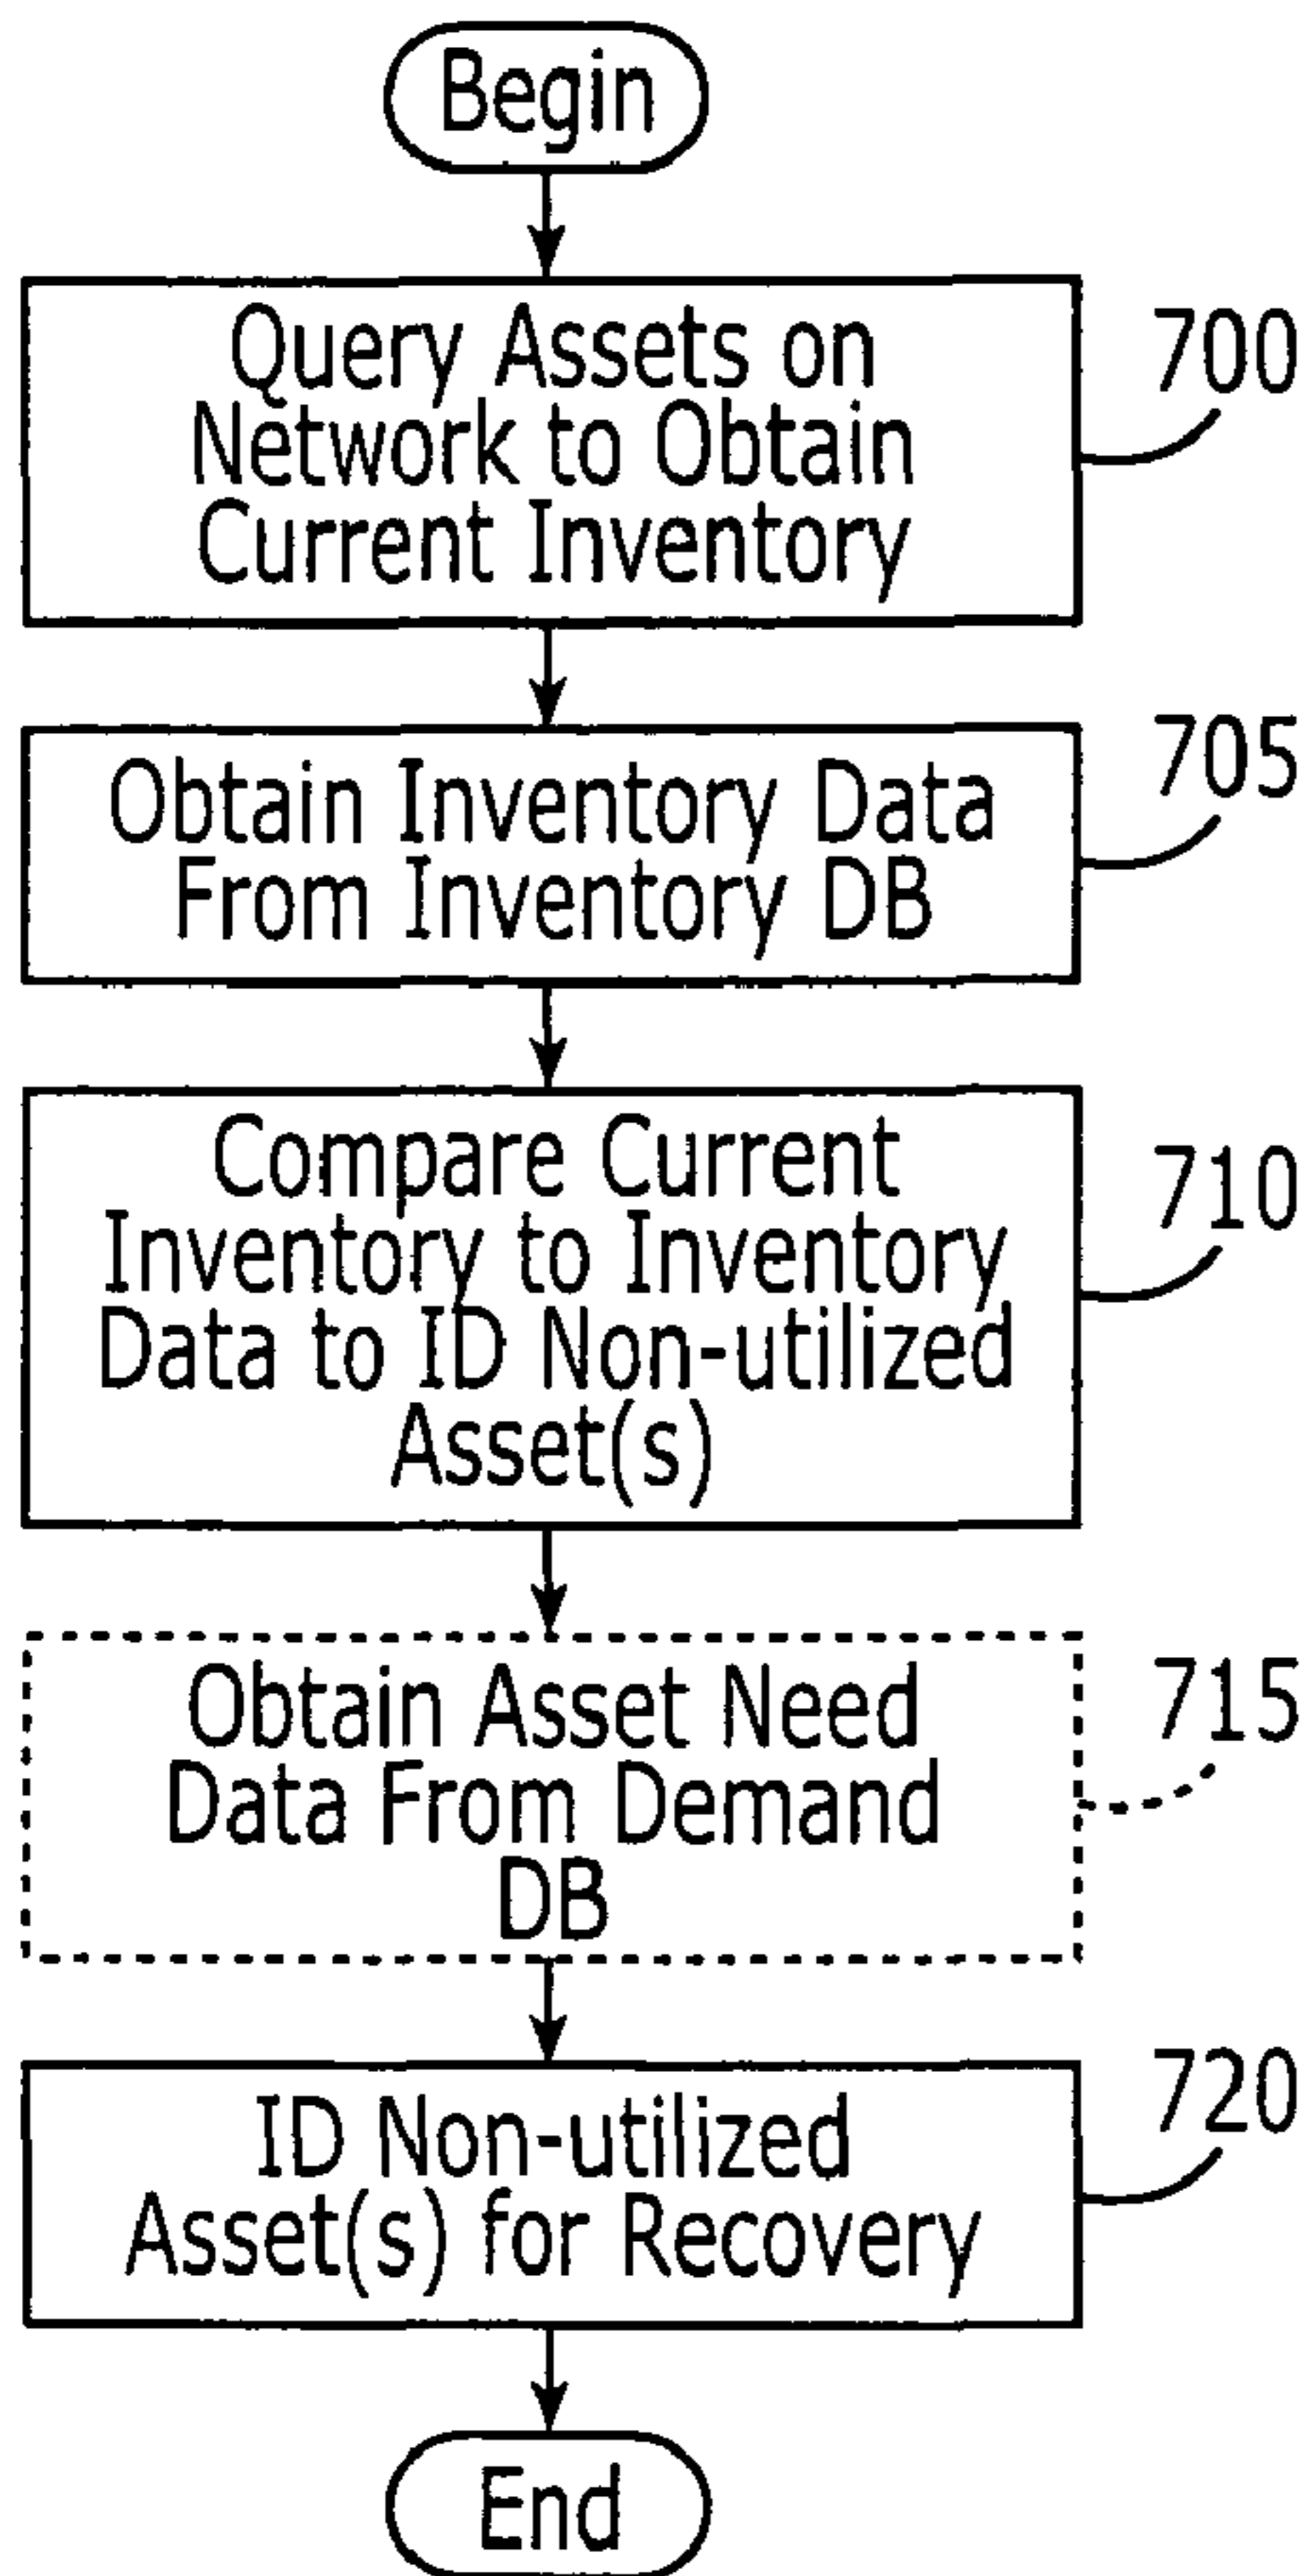 Begin
Query Assets on
Network to Obtain
Current Inventory
700
Obtain Inventory Data
From Inventory DB
705
Compare Current
Inventory to Inventory
Data to ID Non-utilized
Asset(s)
710
Obtain Asset Need
Data From Demand
DB
715
ID Non-utilized
Asset(s) for Recovery
720
End